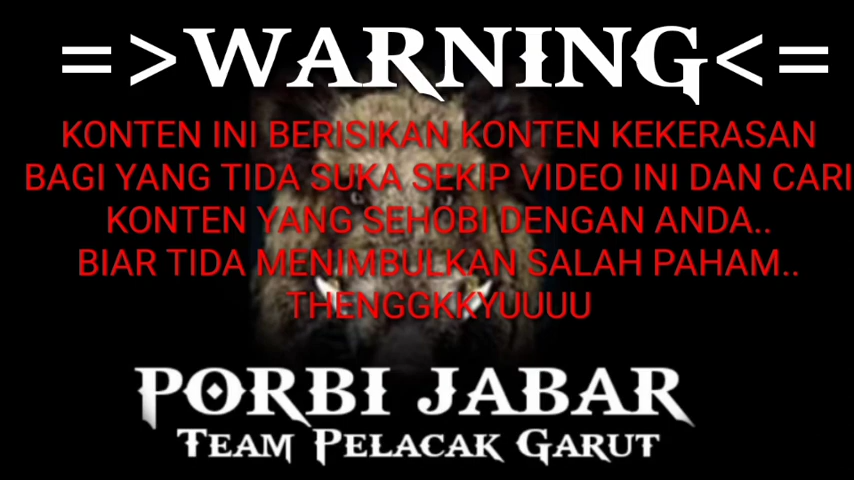 =>WARNING<=
KONTEN INI BERISIKAN KONTEN KEKERASAN
BAGI YANG TIDA SUKA SEKIP VIDEO INI DAN CARI
KONTEN YANG SEHOBI DENGAN ANDA..
BIAR TIDA MENIMBULKAN SALAH PAHAM..
THENGGKKYUUUU
PORBI JABAR
TEAM PELACAK GARUT